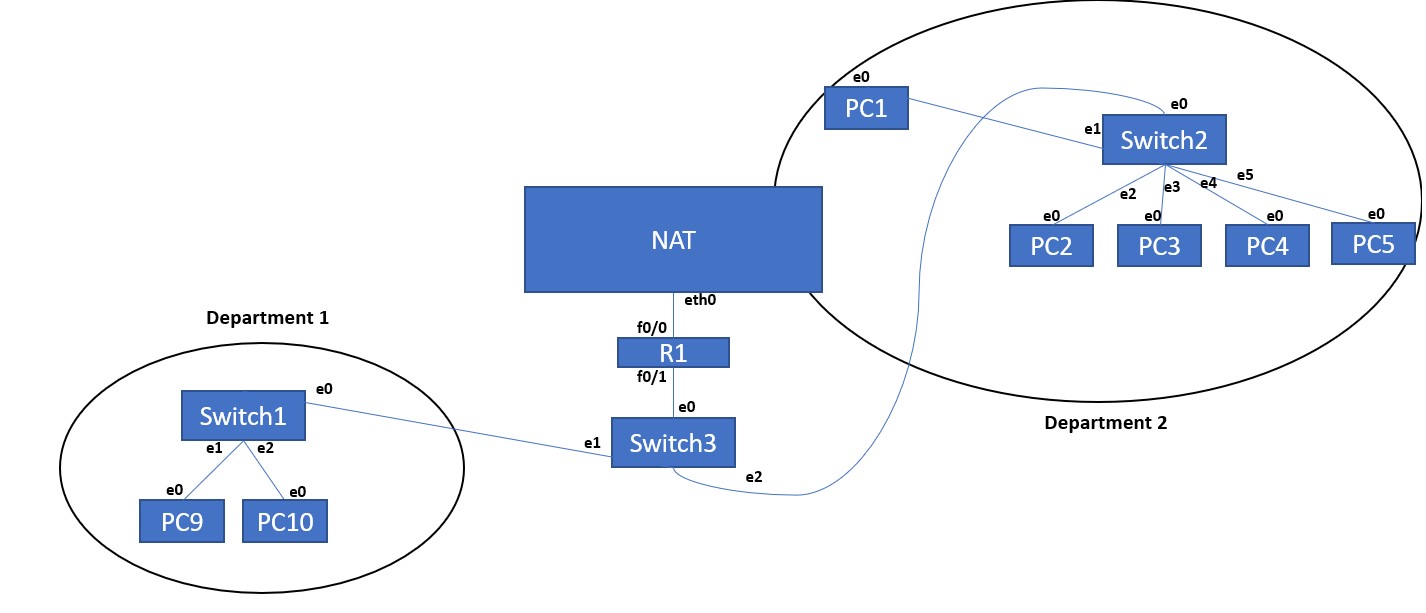 e0
PC1
e0
e1
Switch2
e5
e4
e3
e2
e0
e0
e0
e0
PC2
PC3
PC4
PC5
NAT
eth0
f0/0
R1
f0/1
Department 1
e0
Switch1
e1
e2
e0
e0
PC9
PC10
e0
e1
Switch3
e2
Department 2